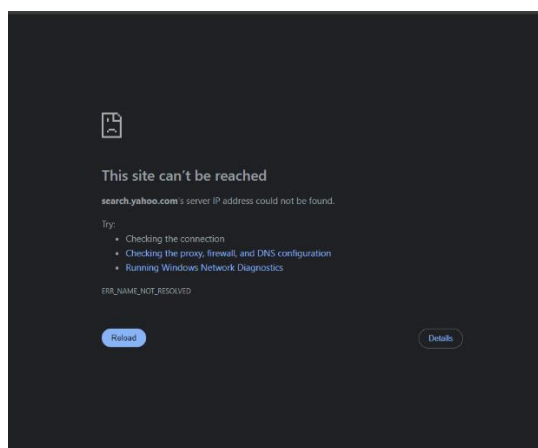 This site can't be reached
search.yahoo.com's server IP address could not be found.
Try:
• Checking the connection
• Checking the proxy, firewall, and DNS configuration
• Running Windows Network Diagnostics
ERR_NAME_NOT_RESOLVED
Reload
Details